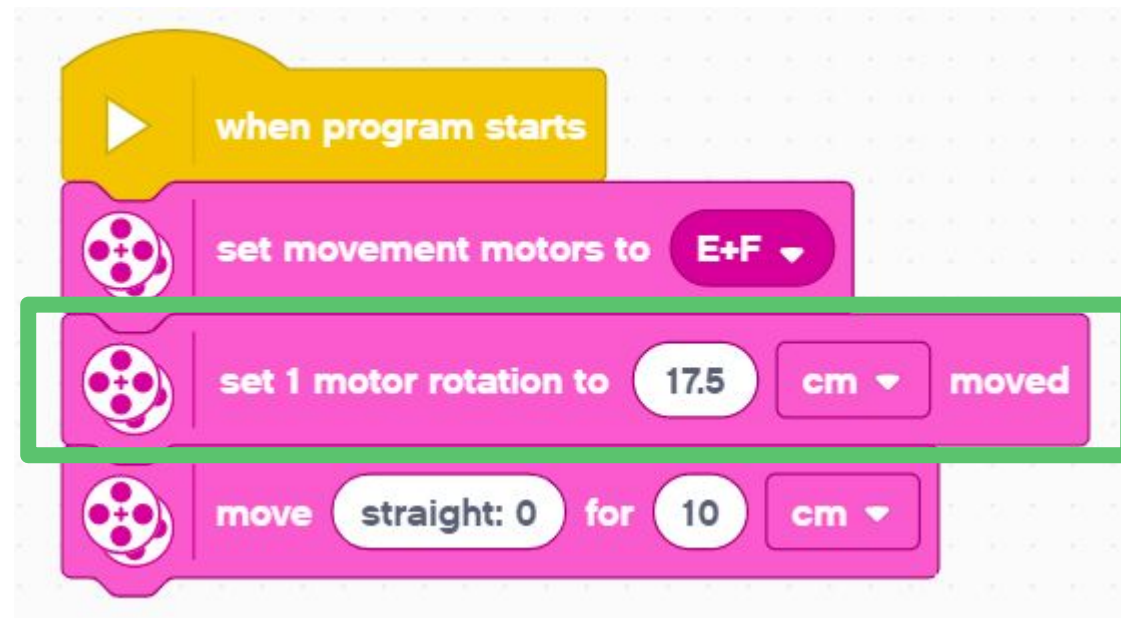 when program starts
set movement motors to E+F
set 1 motor rotation to 17.5 cm moved
move straight: 0 for 10 cm